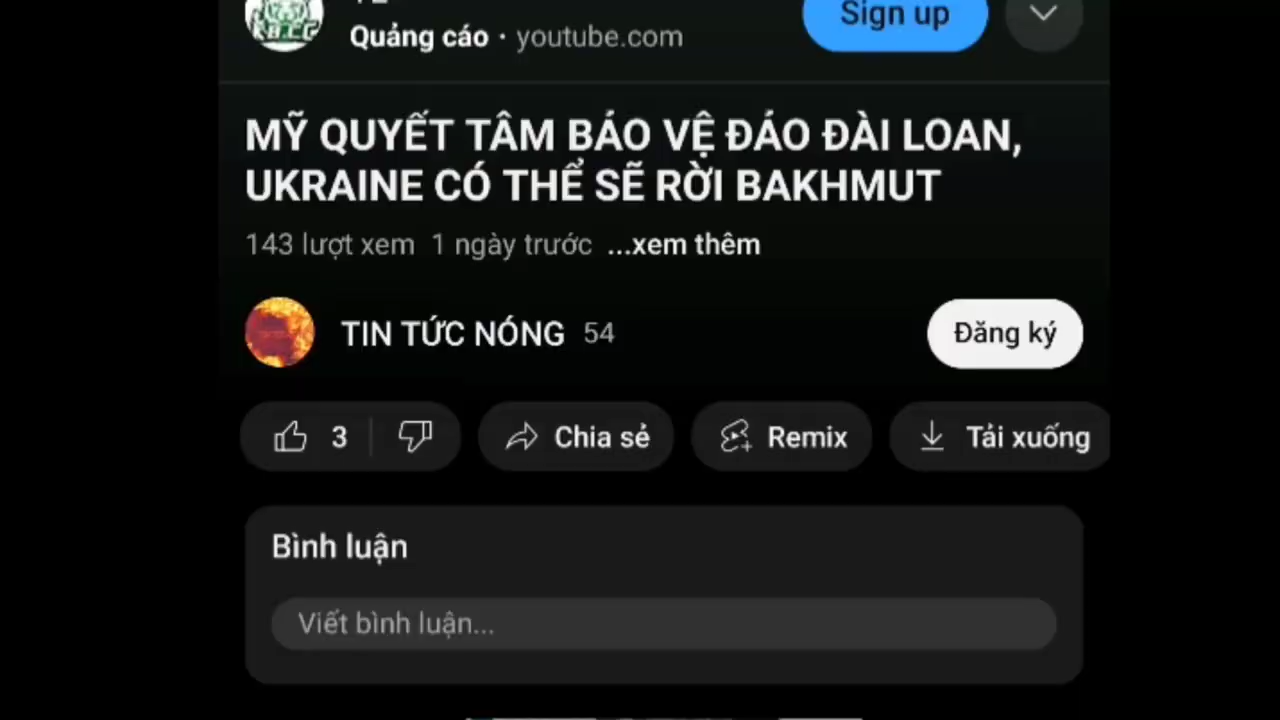 Sign up
Quảng cáo · youtube.com
MỸ QUYẾT TÂM BẢO VỆ ĐẢO ĐÀI LOAN,
UKRAINE CÓ THỂ SẼ RỜI BAKHMUT
143 lượt xem 1 ngày trước ...xem thêm
TIN TỨC NÓNG 54
Đăng ký
3
Chia sẻ
Remix
Tải xuống
Bình luận
Viết bình luận...